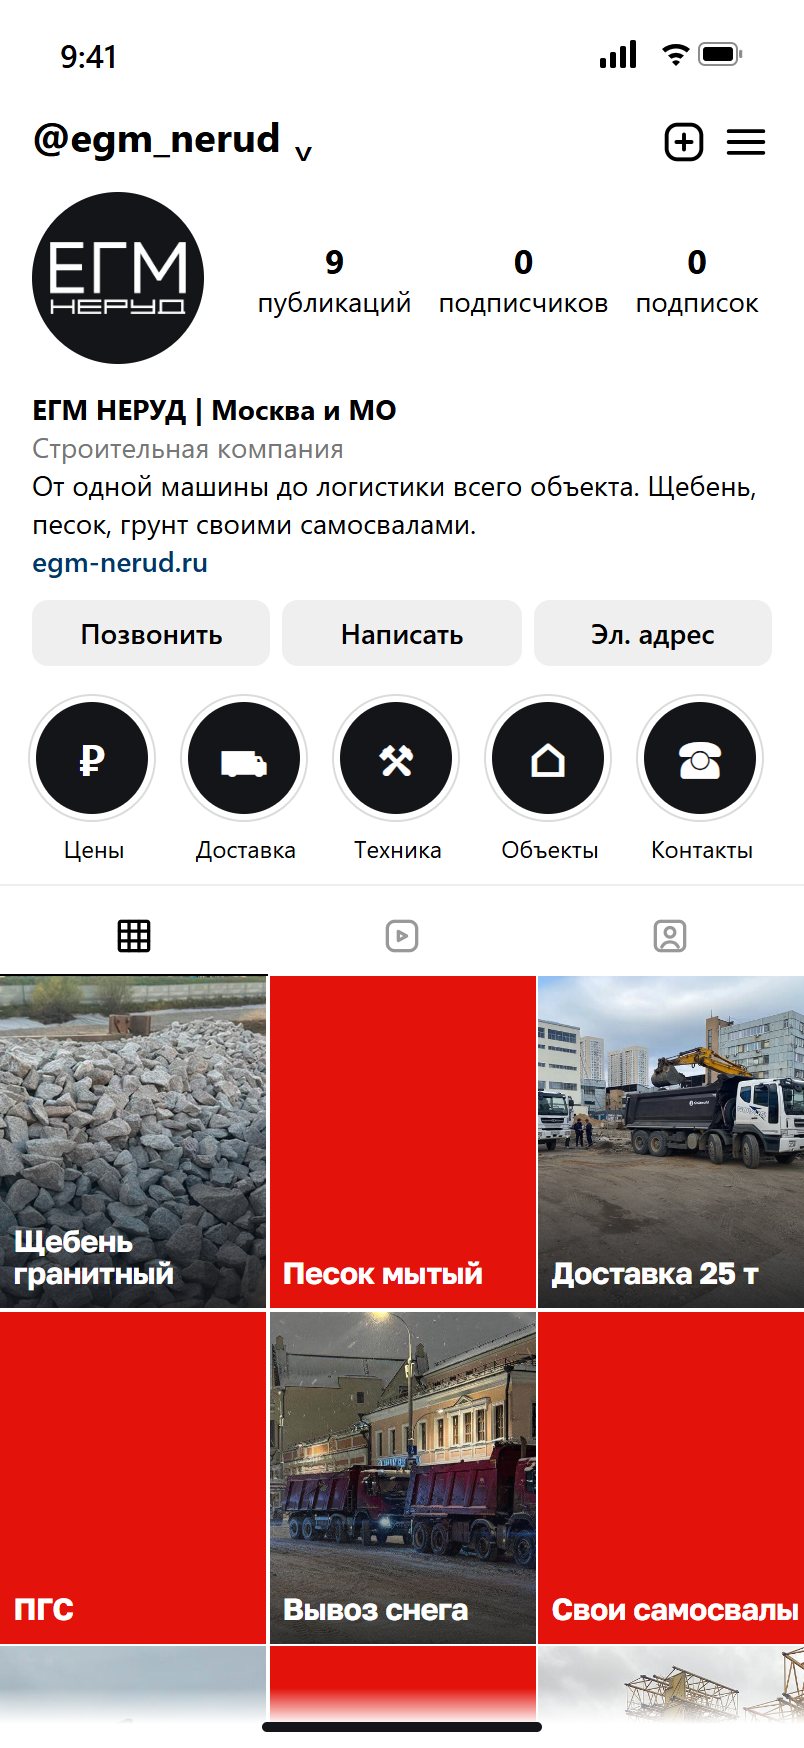 9:41
@egm_nerud
ЕГМ
НЕРУД
9
публикаций
0
подписчиков
0
подписок
ЕГМ НЕРУД | Москва и МО
Строительная компания
От одной машины до логистики всего объекта. Щебень,
песок, грунт своими самосвалами.
egm-nerud.ru
Позвонить
Написать
Эл. адрес
₽
Цены
Доставка
Техника
Объекты
Контакты
Щебень
гранитный
Песок мытый
Доставка 25 т
ПГС
Вывоз снега
Свои самосвалы